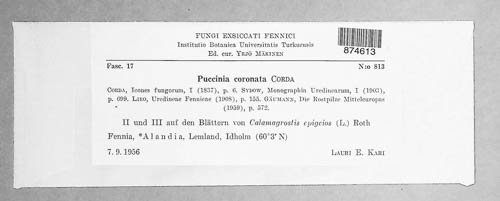 FUNGI EXSICCATI FENNICI
Instituto Botanica Universitatis Turkuensis
Ed. cur. YRJÖ MÄKINEN
874613
Fasc. 17 N:o 813
Puccinia coronata CORDA
CORDA, Icones fungorum, I (1837), p. 6. SYDOW, Monographia Uredinearum, I (1903),
p. 699. LIRO, Uredineae Fennicae (1908), p. 155. GÄUMANN, Die Rostpilze Mitteleuropas
(1959), p. 572.
II und III auf den Blättern von Calamagrostis epigeios (L.) Roth
Fennia, *Alandia, Lemland, Idholm (60°3' N)
7. 9. 1956 LAURI E. KARI